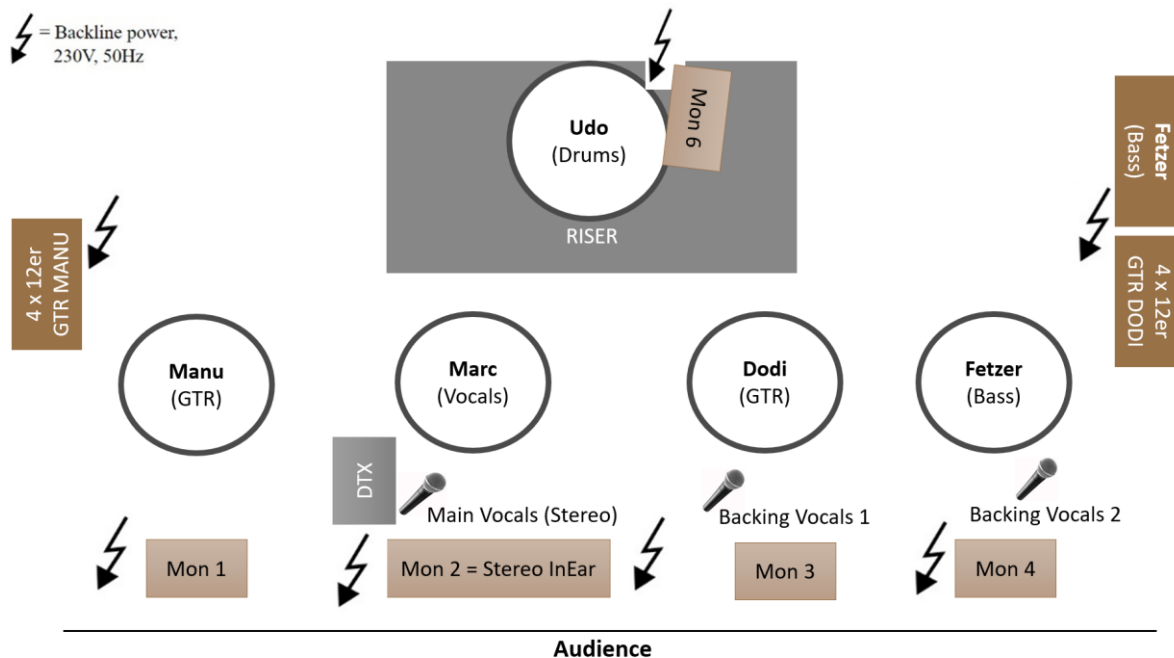 = Backline power,
230V, 50Hz
Udo
(Drums)
Mon 6
RISER
Fetzer
(Bass)
4 x 12er
GTR MANU
4 x 12er
GTR DODI
Manu
(GTR)
Marc
(Vocals)
Dodi
(GTR)
Fetzer
(Bass)
DTX
Main Vocals (Stereo)
Backing Vocals 1
Backing Vocals 2
Mon 1
Mon 2 = Stereo InEar
Mon 3
Mon 4
Audience